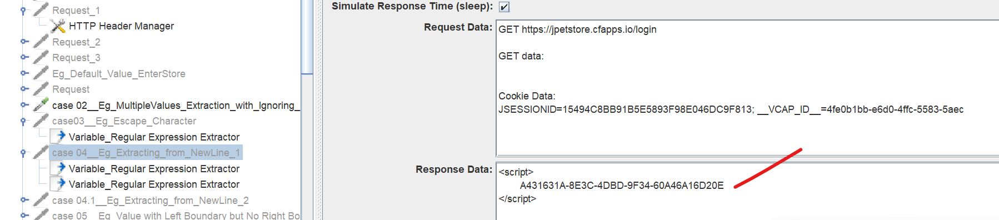 Request_1
HTTP Header Manager
Request_2
Request_3
Eg_Default_Value_EnterStore
Request
case 02__Eg_MultipleValues_Extraction_with_Ignoring_
case03__Eg_Escape_Character
Variable_Regular Expression Extractor
case 04__Eg_Extracting_from_NewLine_1
Variable_Regular Expression Extractor
Variable_Regular Expression Extractor
case 04.1__Eg_Extracting_from_NewLine_2
case 05__Eg_Value with Left Boundary but No Right Bo
Simulate Response Time (sleep):
Request Data:
GET https://jpetstore.cfapps.io/login
GET data:
Cookie Data:
JSESSIONID=15494C8BB91B5E5893F98E046DC9F813; __VCAP_ID__=4fe0b1bb-e6d0-4ffc-5583-5aec
Response Data:
<script>
A431631A-8E3C-4DBD-9F34-60A46A16D20E
</script>